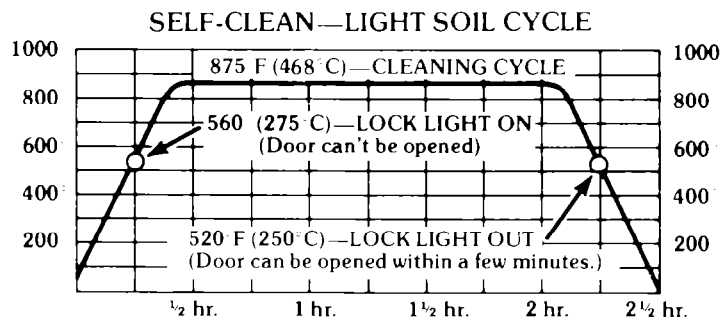 SELF-CLEAN—LIGHT SOIL CYCLE
1000 1000
875 F (468°C)—CLEANING CYCLE
800 800
560 (275°C)—LOCK LIGHT ON
(Door can't be opened)
600 600
400 400
520°F (250°C)—LOCK LIGHT OUT
(Door can be opened within a few minutes.)
200 200
½ hr. 1 hr. 1½ hr. 2 hr. 2½ hr.